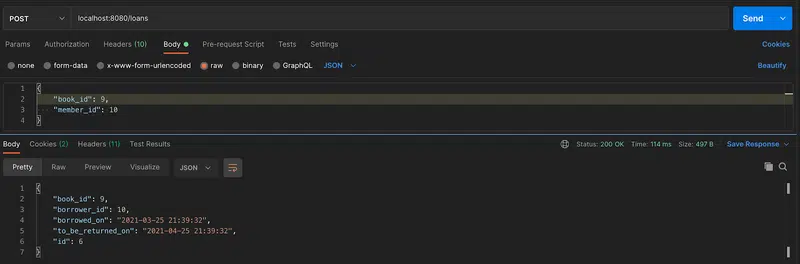 POST localhost:8080/loans Send
Params Authorization Headers (10) Body Pre-request Script Tests Settings Cookies
none form-data x-www-form-urlencoded raw binary GraphQL JSON Beautify
1 {
2 "book_id": 9,
3 "member_id": 10
4 }
Body Cookies (2) Headers (11) Test Results Status: 200 OK Time: 114 ms Size: 497 B Save Response
Pretty Raw Preview Visualize JSON
1 {
2 "book_id": 9,
3 "borrower_id": 10,
4 "borrowed_on": "2021-03-25 21:39:32",
5 "to_be_returned_on": "2021-04-25 21:39:32",
6 "id": 6
7 }